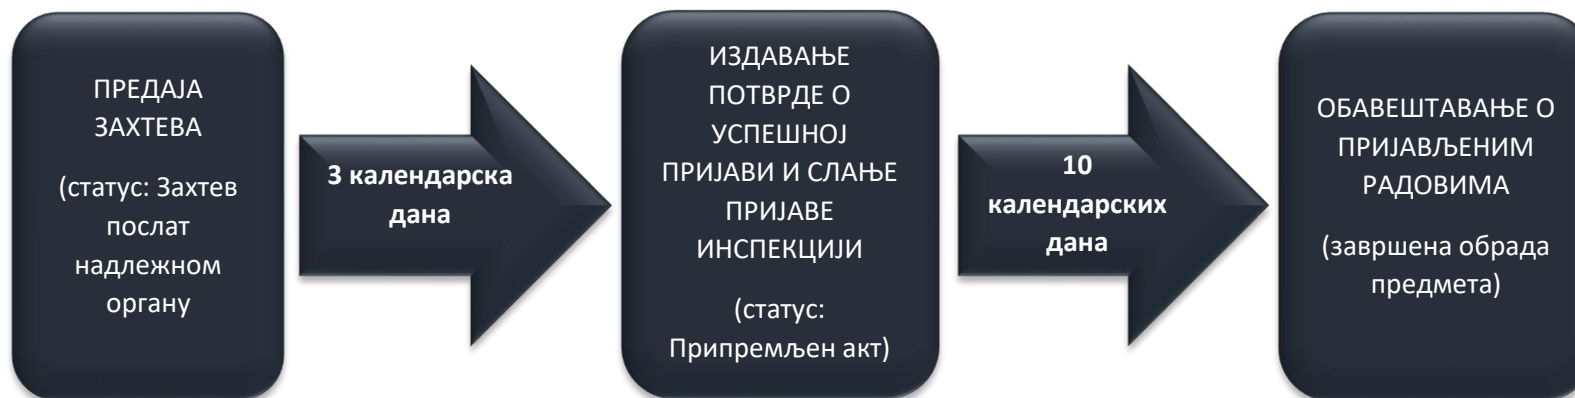 ПРЕДАЈА
ЗАХТЕВА
(статус: Захтев
послат
надлежном
органу
3 календарска
дана
ИЗДАВАЊЕ
ПОТВРДЕ О
УСПЕШНОЈ
ПРИЈАВИ И СЛАЊЕ
ПРИЈАВЕ
ИНСПЕКЦИЈИ
(статус:
Припремљен акт)
10
календарских
дана
ОБАВЕШТАВАЊЕ О
ПРИЈАВЉЕНИМ
РАДОВИМА
(завршена обрада
предмета)